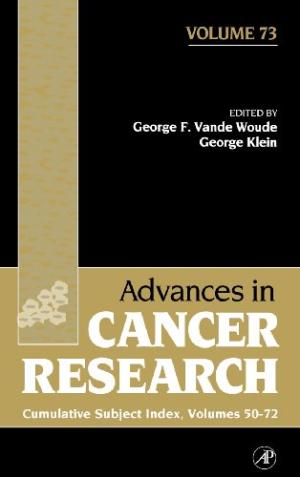 VOLUME 73
EDITED BY
George F. Vande Woude
George Klein
Advances in
CANCER
RESEARCH
Cumulative Subject Index, Volumes 50-72
AP